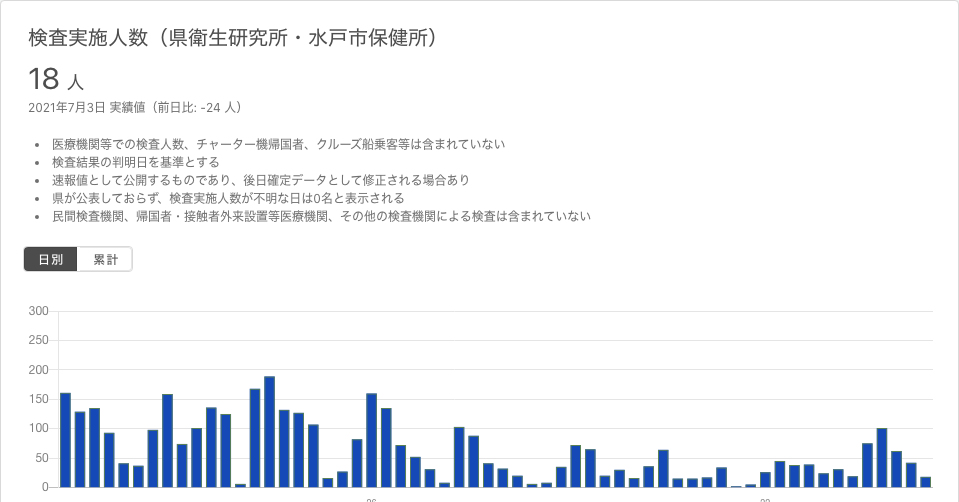 検査実施人数（県衛生研究所・水戸市保健所）
18 人
2021年7月3日 実績値（前日比: -24 人）
• 医療機関等での検査人数、チャーター機帰国者、クルーズ船乗客等は含まれていない
• 検査結果の判明日を基準とする
• 速報値として公開するものであり、後日確定データとして修正される場合あり
• 県が公表しておらず、検査実施人数が不明な日は0名と表示される
• 民間検査機関、帰国者・接触者外来設置等医療機関、その他の検査機関による検査は含まれていない
日別 累計
300
250
200
150
100
50
0